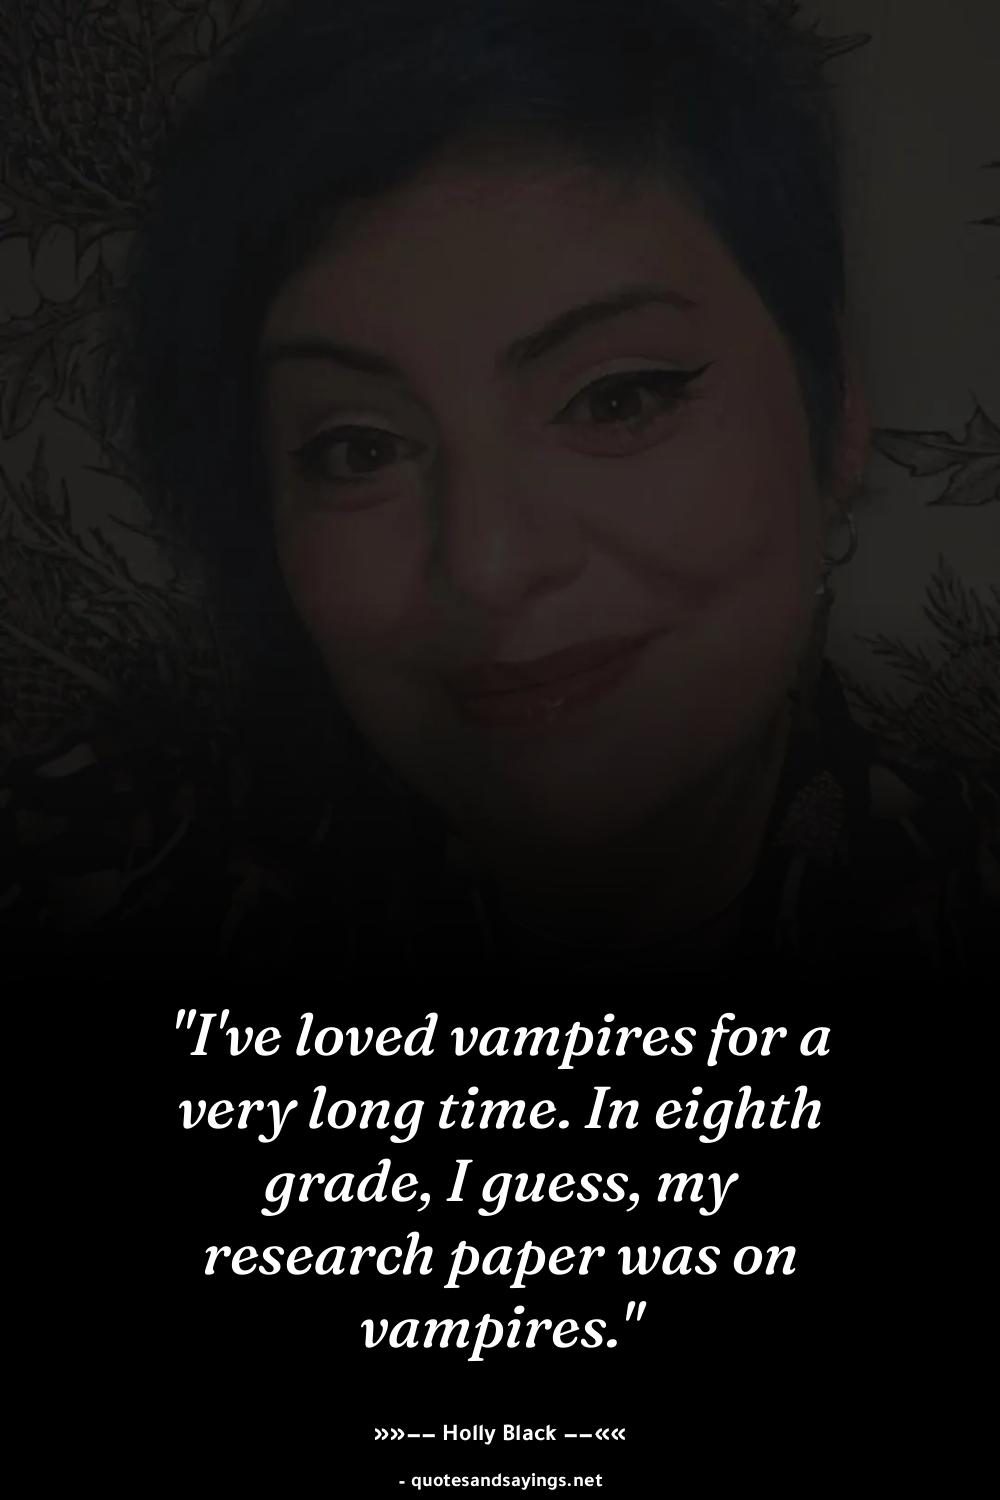 "I've loved vampires for a
very long time. In eighth
grade, I guess, my
research paper was on
vampires."
»»–– Holly Black ––««
- quotesandsayings.net